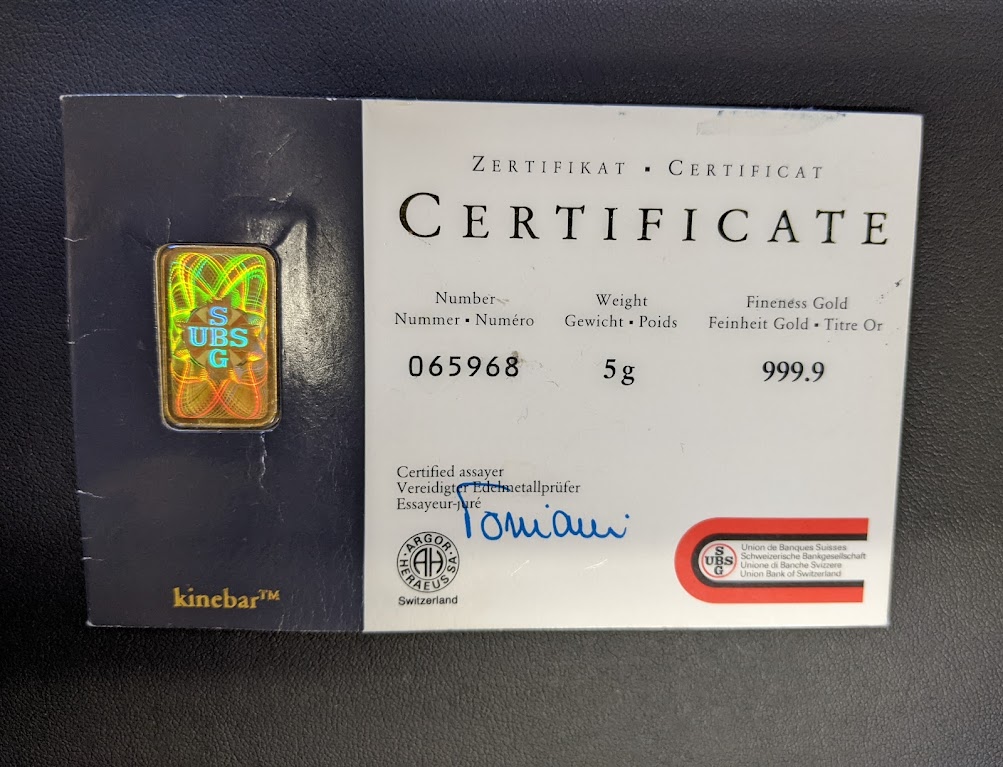 ZERTIFIKAT ▪ CERTIFICAT
CERTIFICATE
Number
Nummer ▪ Numéro
065968
Weight
Gewicht ▪ Poids
5 g
Fineness Gold
Feinheit Gold ▪ Titre Or
999.9
Certified assayer
Vereidigter Edelmetallprüfer
Essayeur-juré
ARGOR HERAEUS SA
AH
Switzerland
S
UBS
G
Union de Banques Suisses
Schweizerische Bankgesellschaft
Unione di Banche Svizzere
Union Bank of Switzerland
S
UBS
G
kinebar™